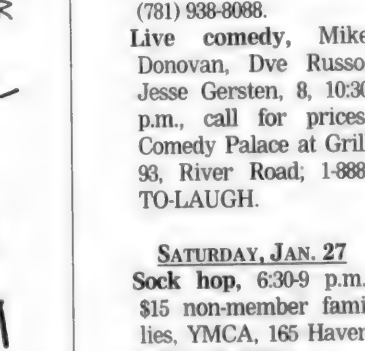 (781) 938-8088.
Live comedy, Mike
Donovan, Dve Russo
Jesse Gersten, 8, 10:30
p.m., call for prices
Comedy Palace at Grill
93, River Road; 1-888
TO-LAUGH.
SATURDAY, JAN. 27
Sock hop, 6:30-9 p.m.
$15 non-member fami
lies, YMCA, 165 Haver